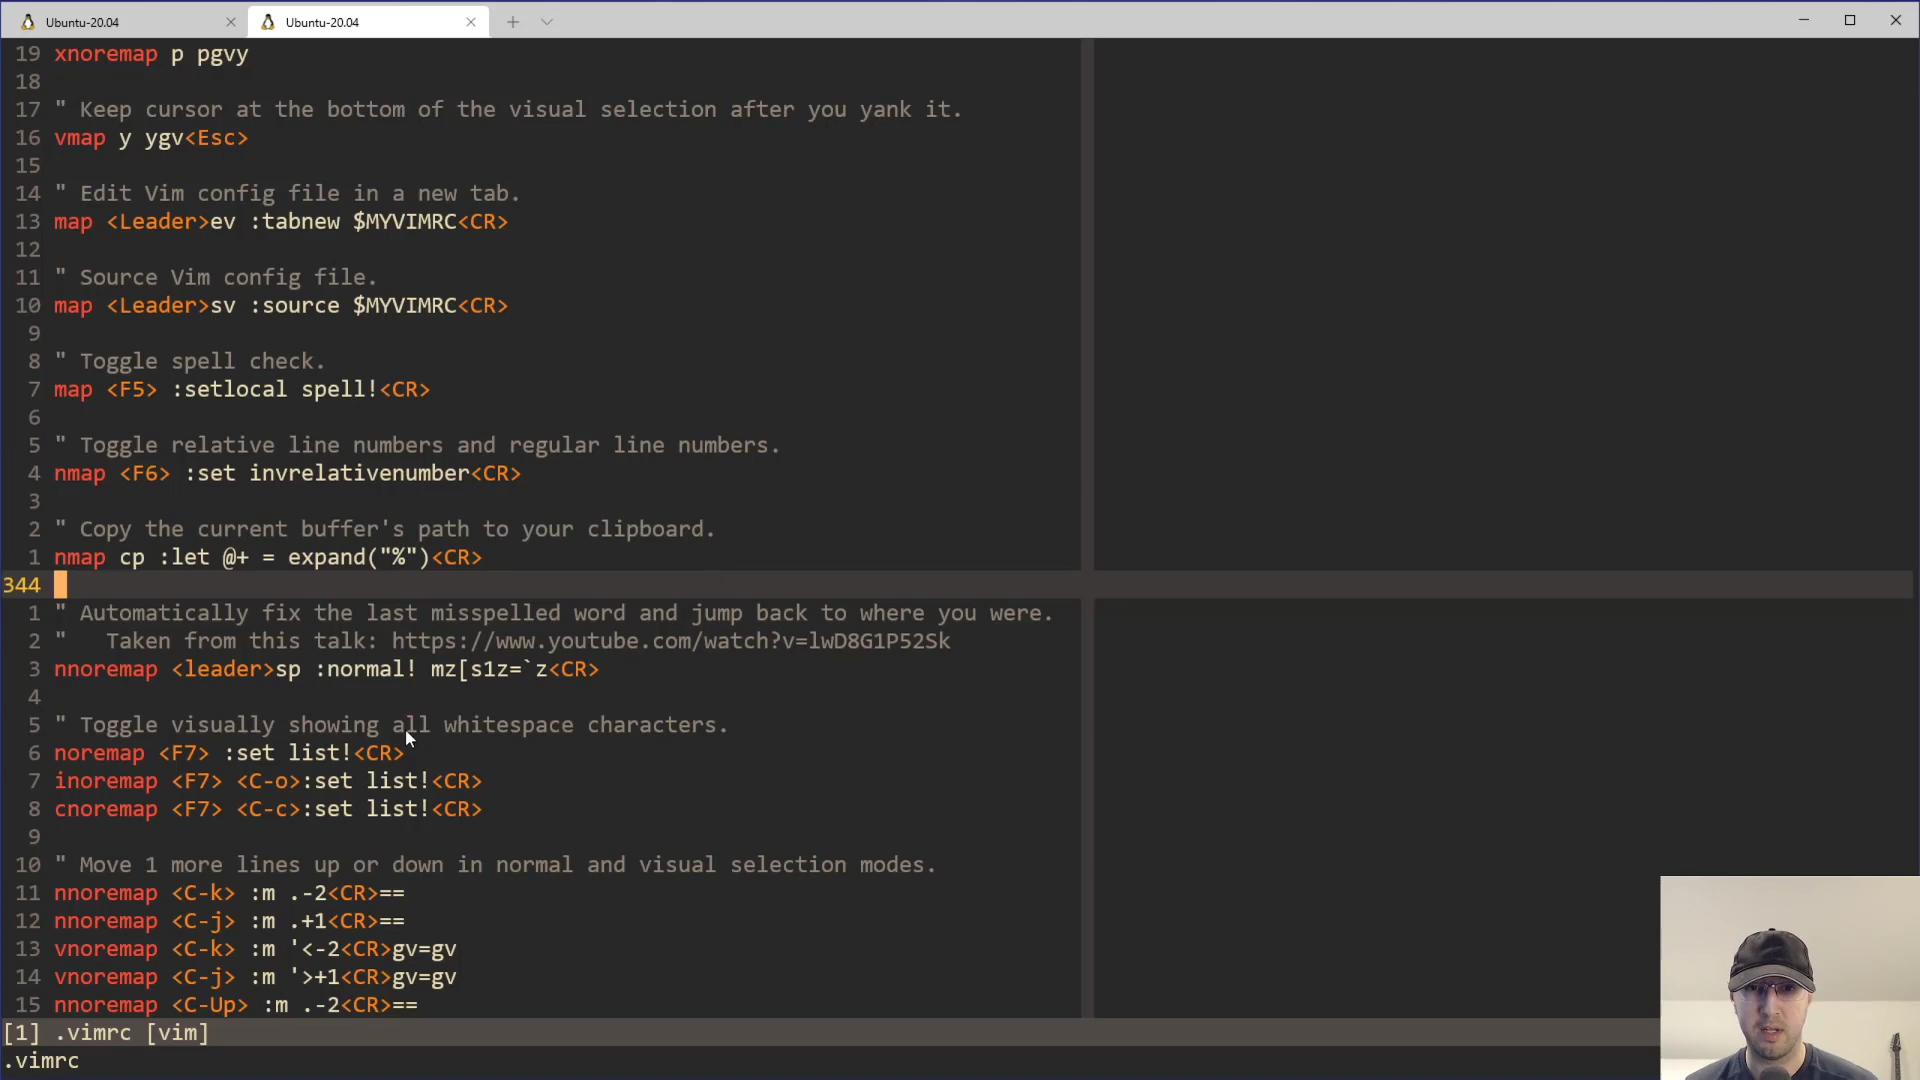 Ubuntu-20.04
Ubuntu-20.04
19 xnoremap p pgvy
18
17 " Keep cursor at the bottom of the visual selection after you yank it.
16 vmap y ygv<Esc>
15
14 " Edit Vim config file in a new tab.
13 map <Leader>ev :tabnew $MYVIMRC<CR>
12
11 " Source Vim config file.
10 map <Leader>sv :source $MYVIMRC<CR>
9
8 " Toggle spell check.
7 map <F5> :setlocal spell!<CR>
6
5 " Toggle relative line numbers and regular line numbers.
4 nmap <F6> :set invrelativenumber<CR>
3
2 " Copy the current buffer's path to your clipboard.
1 nmap cp :let @+ = expand("%")<CR>
344
1 " Automatically fix the last misspelled word and jump back to where you were.
2 "   Taken from this talk: https://www.youtube.com/watch?v=lwD8G1P52Sk
3 nnoremap <leader>sp :normal! mz[s1z=`z<CR>
4
5 " Toggle visually showing all whitespace characters.
6 noremap <F7> :set list!<CR>
7 inoremap <F7> <C-o>:set list!<CR>
8 cnoremap <F7> <C-c>:set list!<CR>
9
10 " Move 1 more lines up or down in normal and visual selection modes.
11 nnoremap <C-k> :m .-2<CR>==
12 nnoremap <C-j> :m .+1<CR>==
13 vnoremap <C-k> :m '<-2<CR>gv=gv
14 vnoremap <C-j> :m '>+1<CR>gv=gv
15 nnoremap <C-Up> :m .-2<CR>==
[1] .vimrc [vim]
.vimrc